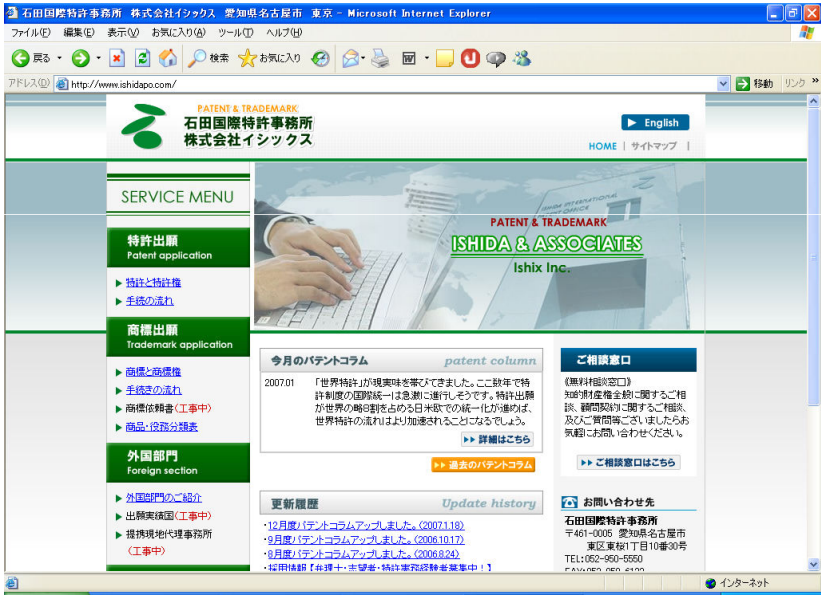 石田国際特許事務所 株式会社イシックス 愛知県名古屋市 東京 - Microsoft Internet Explorer
ファイル(F) 編集(E) 表示(V) お気に入り(A) ツール(T) ヘルプ(H)
戻る 検索 お気に入り
アドレス(D) http://www.ishidapo.com/ 移動 リンク »
PATENT & TRADEMARK
石田国際特許事務所
株式会社イシックス
English
HOME | サイトマップ |
SERVICE MENU
PATENT & TRADEMARK
ISHIDA & ASSOCIATES
Ishix Inc.
特許出願
Patent application
特許と特許権
手続の流れ
商標出願
Trademark application
商標と商標権
手続きの流れ
商標依頼書(工事中)
商品・役務分類表
外国部門
Foreign section
外国部門のご紹介
出願実績国(工事中)
提携現地代理事務所
(工事中)
今月のパテントコラム patent column
2007.01 「世界特許」が現実味を帯びてきました。ここ数年で特
許制度の国際統一は急激に進行しそうです。特許出願
が世界の略8割を占める日米欧での統一化が進めば、
世界特許の流れはより加速されることになるでしょう。
詳細はこちら
過去のパテントコラム
更新履歴 Update history
・12月度パテントコラムアップしました。(2007.1.18)
・9月度パテントコラムアップしました。(2006.10.17)
・8月度パテントコラムアップしました。(2006.8.24)
・採用情報【弁理士・志望者・特許実務経験者募集中!】
ご相談窓口
《無料相談窓口》
知的財産権全般に関するご相
談、顧問契約に関するご相談、
及びご質問等ございましたらお
気軽にお問い合わせください。
ご相談窓口はこちら
お問い合わせ先
石田国際特許事務所
〒461-0005 愛知県名古屋市
東区東桜1丁目10番30号
TEL:052-950-5550
インターネット